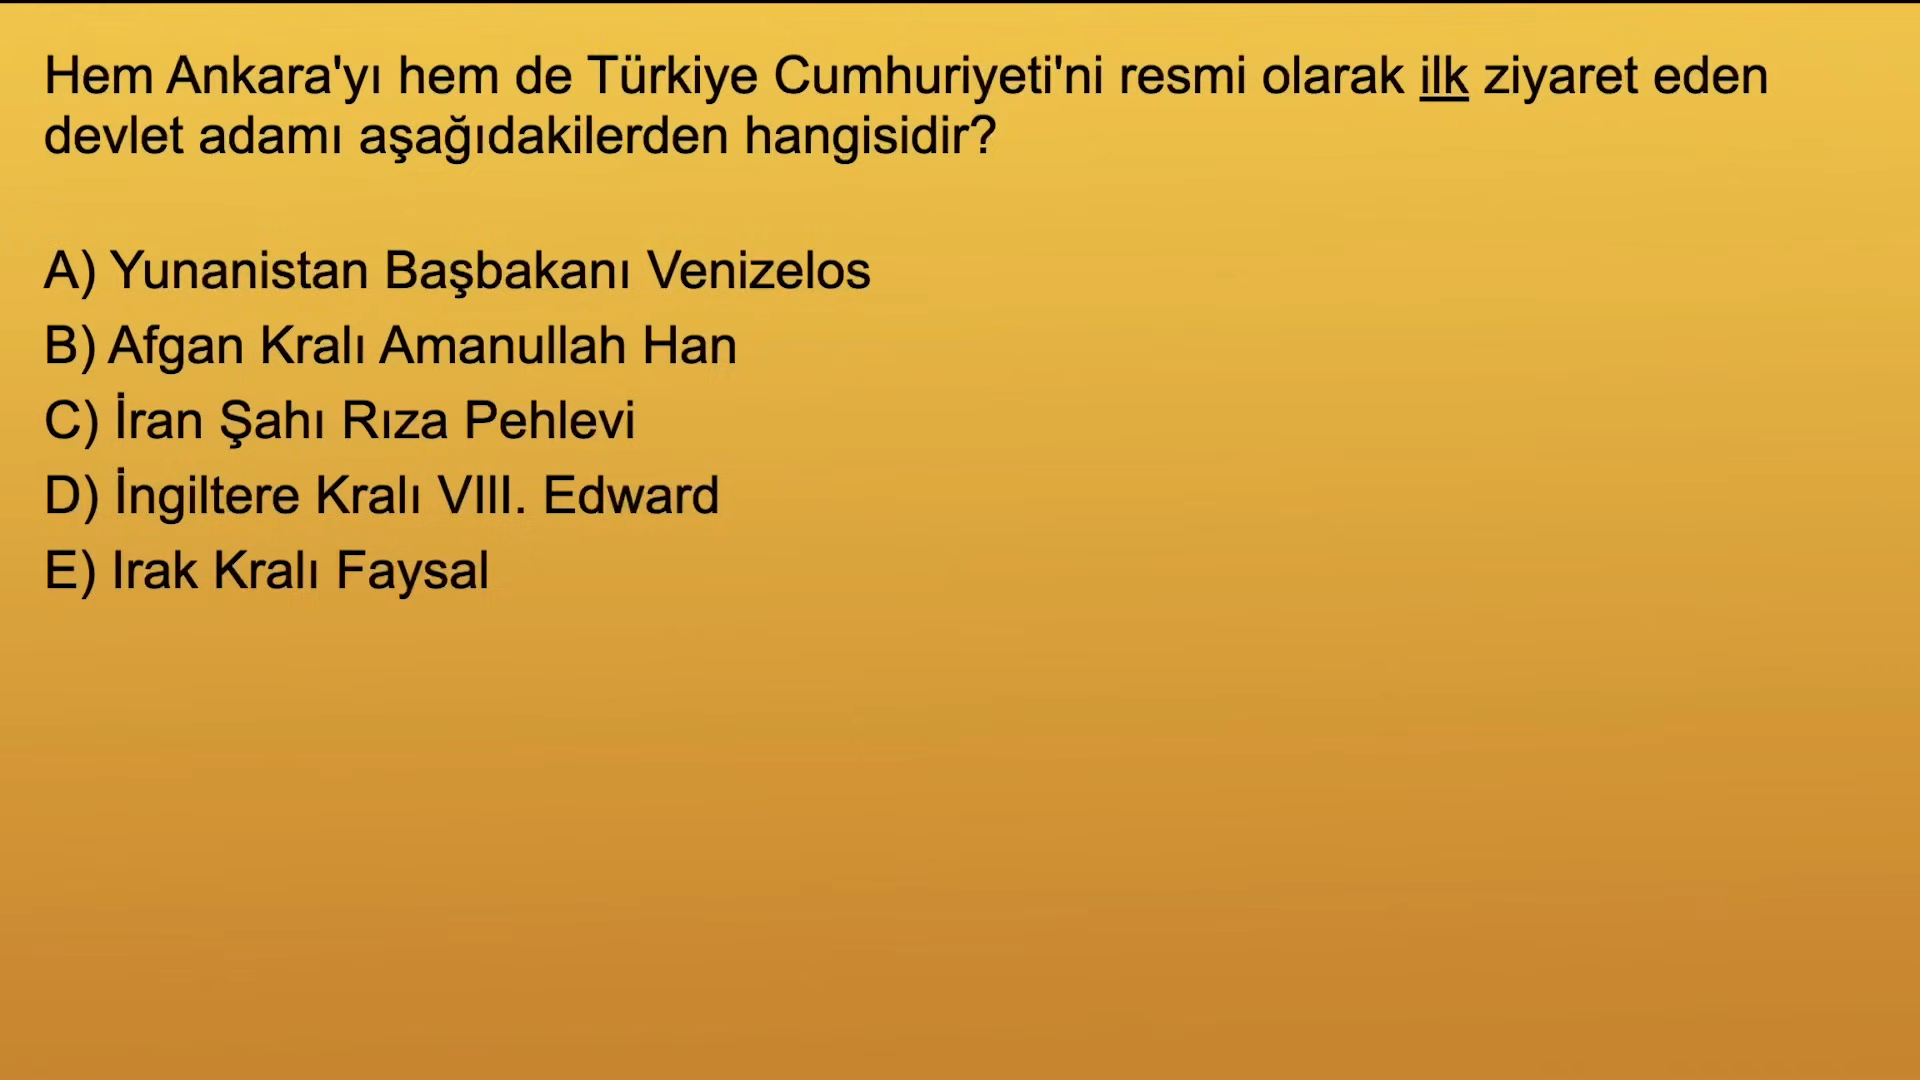 Hem Ankara'yı hem de Türkiye Cumhuriyeti'ni resmi olarak ilk ziyaret eden
devlet adamı aşağıdakilerden hangisidir?
A) Yunanistan Başbakanı Venizelos
B) Afgan Kralı Amanullah Han
C) İran Şahı Rıza Pehlevi
D) İngiltere Kralı VIII. Edward
E) Irak Kralı Faysal